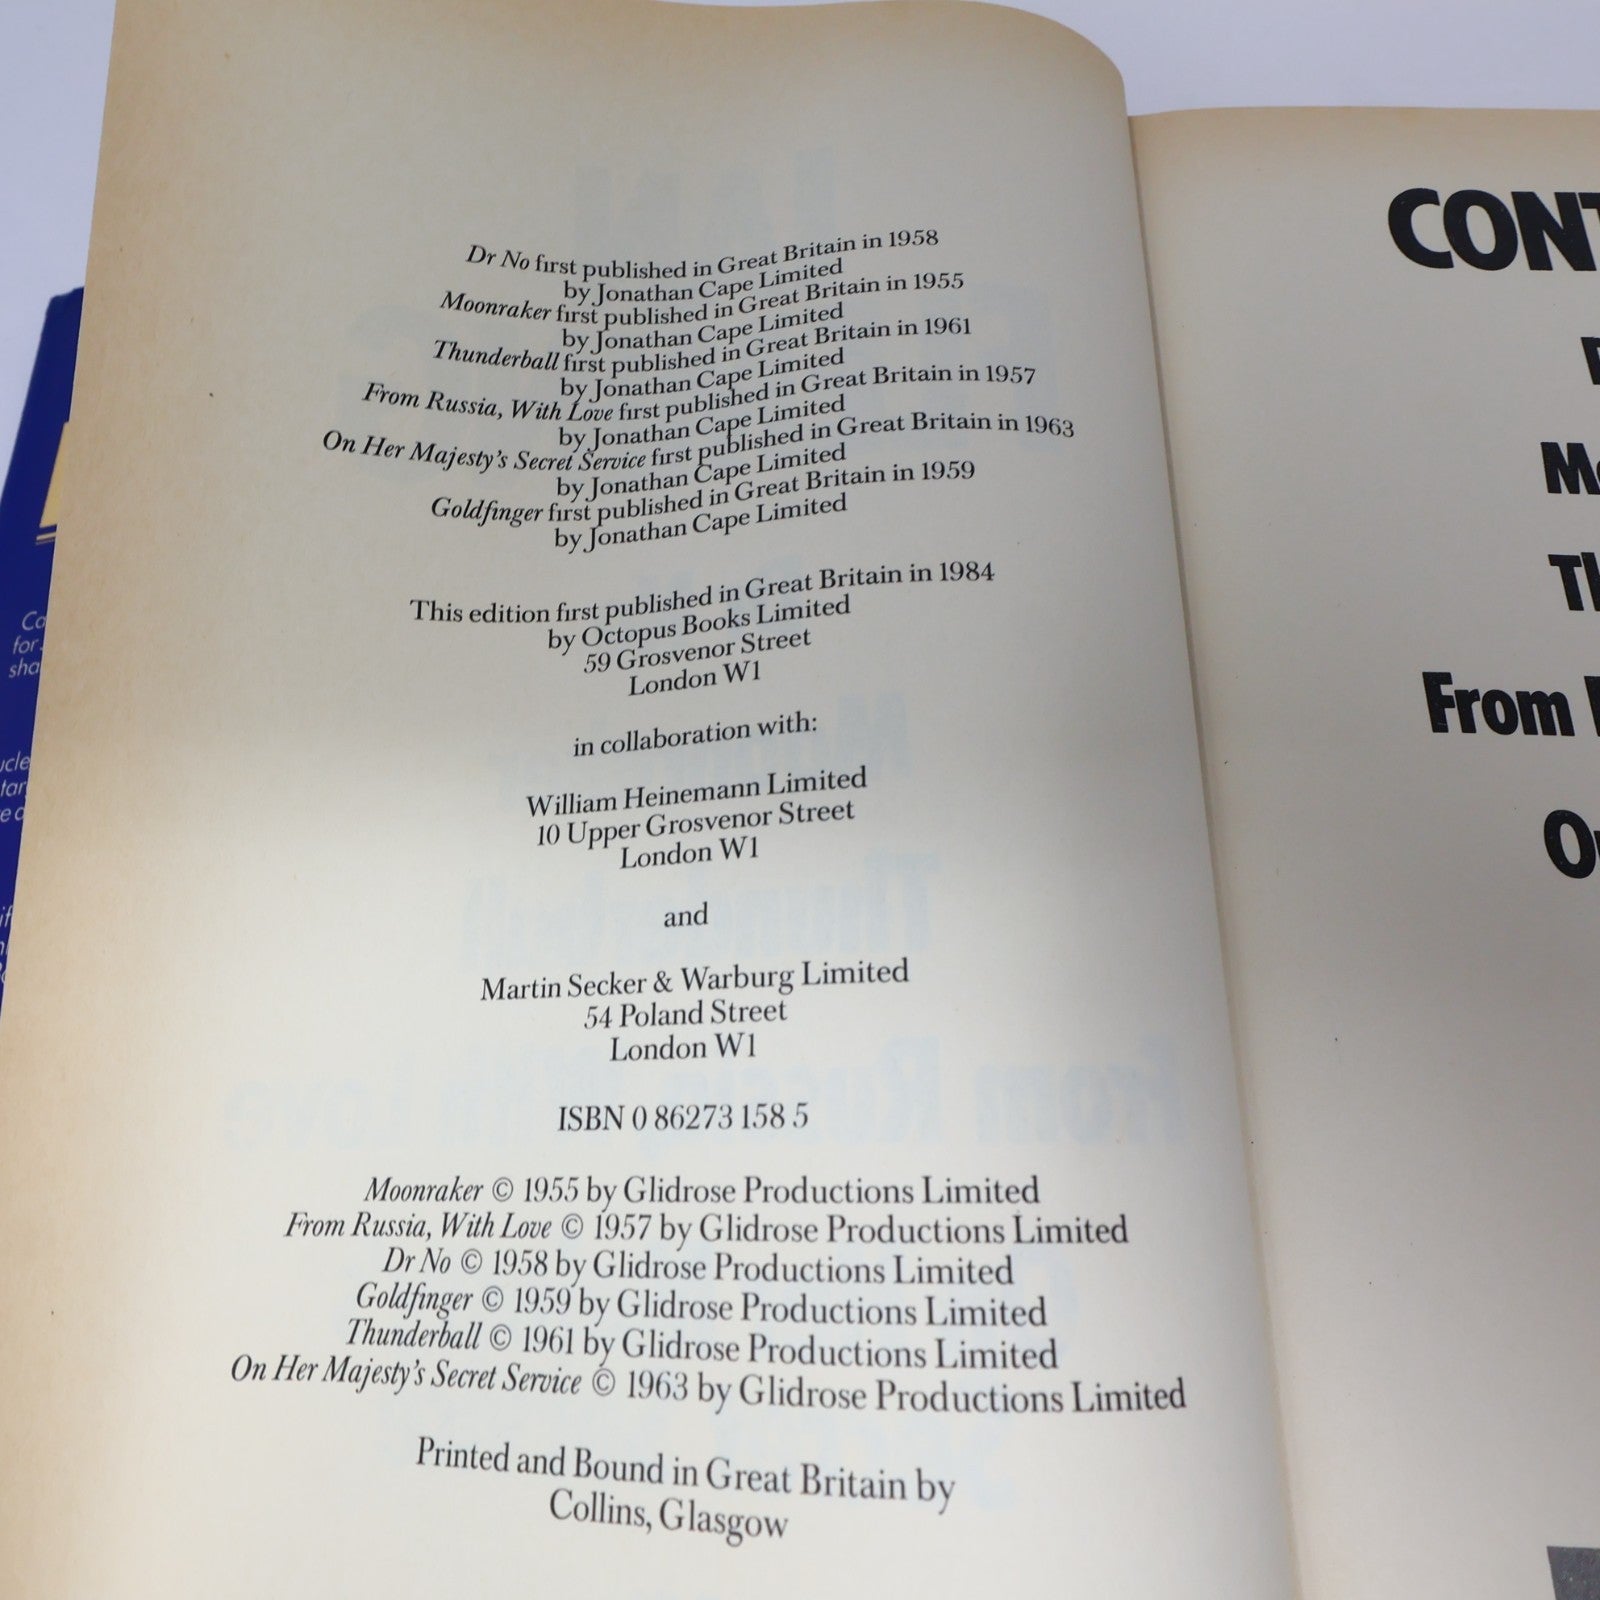 Dr No first published in Great Britain in 1958
by Jonathan Cape Limited
Moonraker first published in Great Britain in 1955
by Jonathan Cape Limited
Thunderball first published in Great Britain in 1961
by Jonathan Cape Limited
From Russia, With Love first published in Great Britain in 1957
by Jonathan Cape Limited
On Her Majesty's Secret Service first published in Great Britain in 1963
by Jonathan Cape Limited
Goldfinger first published in Great Britain in 1959
by Jonathan Cape Limited
This edition first published in Great Britain in 1984
by Octopus Books Limited
59 Grosvenor Street
London W1
in collaboration with:
William Heinemann Limited
10 Upper Grosvenor Street
London W1
and
Martin Secker & Warburg Limited
54 Poland Street
London W1
ISBN 0 86273 158 5
Moonraker © 1955 by Glidrose Productions Limited
From Russia, With Love © 1957 by Glidrose Productions Limited
Dr No © 1958 by Glidrose Productions Limited
Goldfinger © 1959 by Glidrose Productions Limited
Thunderball © 1961 by Glidrose Productions Limited
On Her Majesty's Secret Service © 1963 by Glidrose Productions Limited
Printed and Bound in Great Britain by
Collins, Glasgow
CONT
Mo
Th
From
for
sha